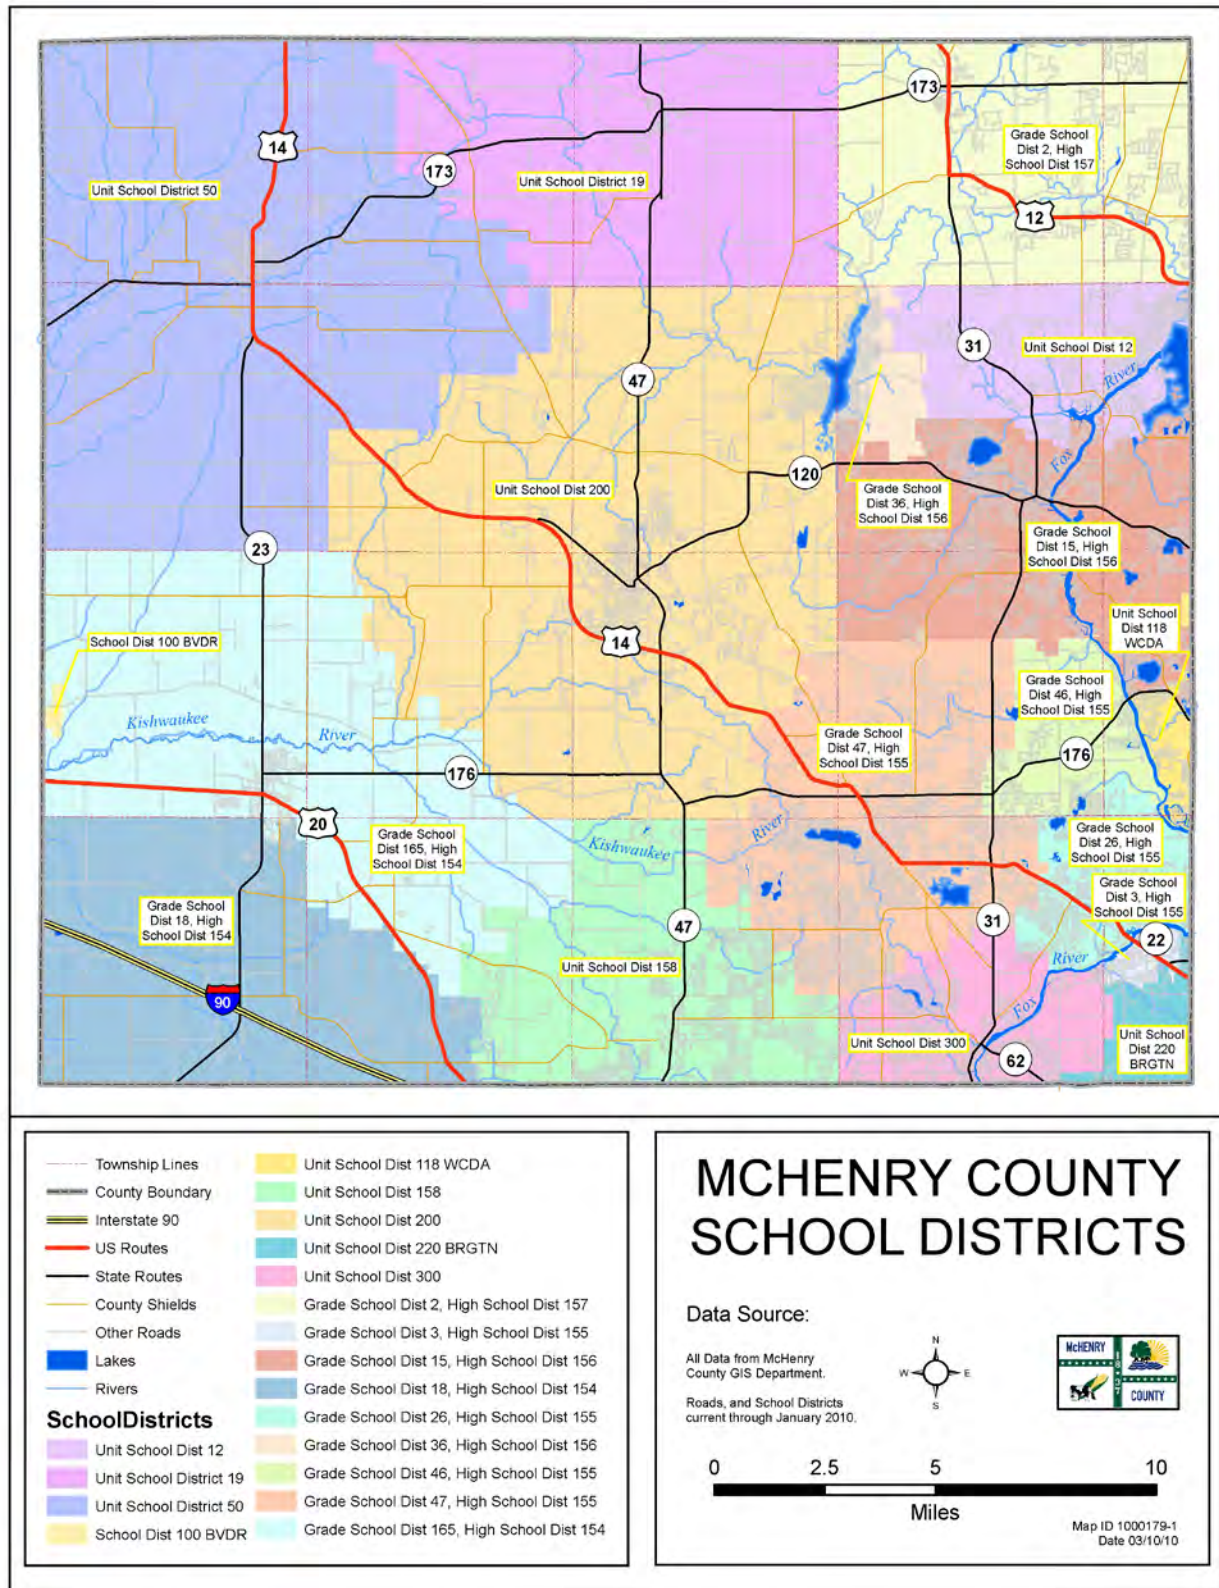 173
Grade School
Dist 2, High
School Dist 157
14
173
Unit School District 50
Unit School District 19
12
31
Unit School Dist 12
River
47
Fox
120
Unit School Dist 200
Grade School
Dist 36, High
School Dist 156
23
Grade School
Dist 15, High
School Dist 156
Unit School
Dist 118
WCDA
School Dist 100 BVDR
14
Grade School
Dist 46, High
School Dist 155
Kishwaukee
River
Grade School
Dist 47, High
School Dist 155
176
176
20
Grade School
Dist 165, High
School Dist 154
Kishwaukee
River
Grade School
Dist 26, High
School Dist 155
Grade School
Dist 3, High
School Dist 155
Grade School
Dist 18, High
School Dist 154
47
31
22
River
Unit School Dist 158
90
Fox
Unit School Dist 300
62
Unit School
Dist 220
BRGTN
Township Lines
County Boundary
Interstate 90
US Routes
State Routes
County Shields
Other Roads
Lakes
Rivers
SchoolDistricts
Unit School Dist 12
Unit School District 19
Unit School District 50
School Dist 100 BVDR
Unit School Dist 118 WCDA
Unit School Dist 158
Unit School Dist 200
Unit School Dist 220 BRGTN
Unit School Dist 300
Grade School Dist 2, High School Dist 157
Grade School Dist 3, High School Dist 155
Grade School Dist 15, High School Dist 156
Grade School Dist 18, High School Dist 154
Grade School Dist 26, High School Dist 155
Grade School Dist 36, High School Dist 156
Grade School Dist 46, High School Dist 155
Grade School Dist 47, High School Dist 155
Grade School Dist 165, High School Dist 154
MCHENRY COUNTY
SCHOOL DISTRICTS
Data Source:
All Data from McHenry
County GIS Department.
Roads, and School Districts
current through January 2010.
N
W
E
S
McHENRY
1837
COUNTY
0
2.5
5
10
Miles
Map ID 1000179-1
Date 03/10/10